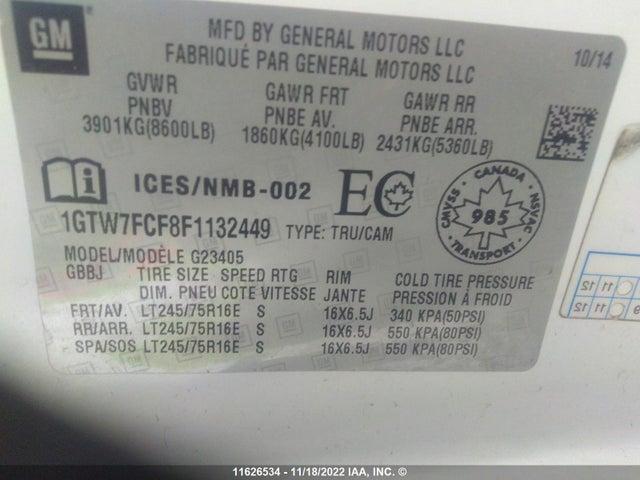 GM
MFD BY GENERAL MOTORS LLC
FABRIQUÉ PAR GENERAL MOTORS LLC
10/14
GVWR GAWR FRT GAWR RR
PNBV PNBE AV. PNBE ARR.
3901KG(8600LB) 1860KG(4100LB) 2431KG(5360LB)
i ICES/NMB-002 EC
CANADA CMVSS 985 NSVAC
1GTW7FCF8F1132449 TYPE: TRU/CAM
MODEL/MODÈLE G23405
GBBJ TIRE SIZE SPEED RTG RIM COLD TIRE PRESSURE
DIM. PNEU COTE VITESSE JANTE PRESSION À FROID
FRT/AV. LT245/75R16E S 16X6.5J 340 KPA(50PSI)
RR/ARR. LT245/75R16E S 16X6.5J 550 KPA(80PSI)
SPA/SOS LT245/75R16E S 16X6.5J 550 KPA(80PSI)
12 11
12 11
11626534 - 11/18/2022 IAA, INC. ©